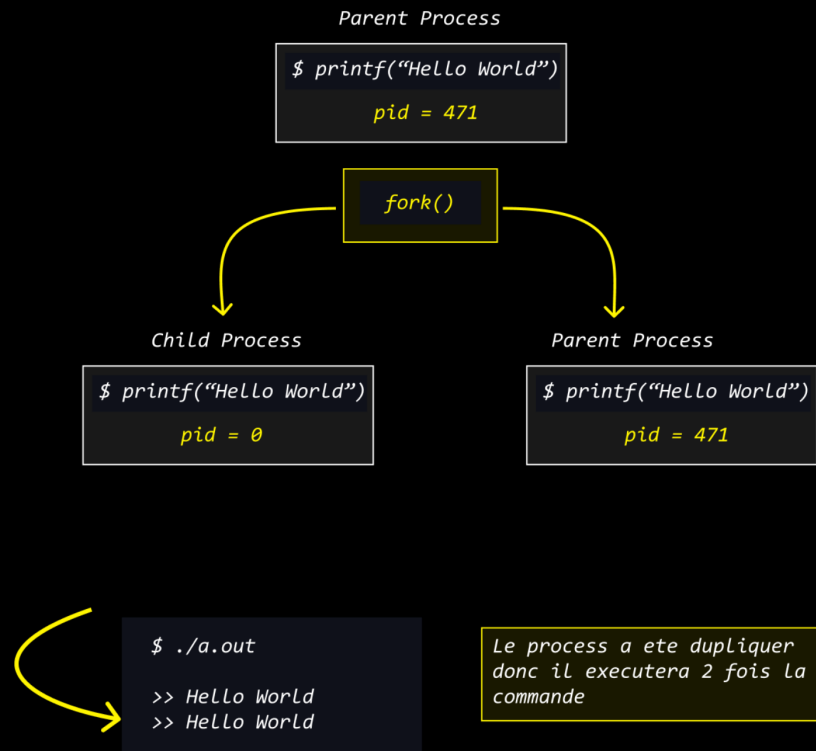 Parent Process
$ printf(“Hello World”)
pid = 471
fork()
Child Process
$ printf(“Hello World”)
pid = 0
Parent Process
$ printf(“Hello World”)
pid = 471
$ ./a.out
>> Hello World
>> Hello World
Le process a ete dupliquer
donc il executera 2 fois la
commande